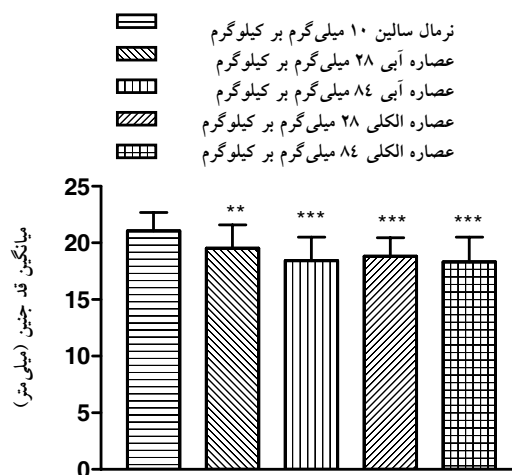 نرمال سالین ۱۰ میلی‌گرم بر کیلوگرم
عصاره آبی ۲۸ میلی‌گرم بر کیلوگرم
عصاره آبی ۸٤ میلی‌گرم بر کیلوگرم
عصاره الکلی ۲۸ میلی‌گرم بر کیلوگرم
عصاره الکلی ۸٤ میلی‌گرم بر کیلوگرم
میانگین قد جنین (میلی‌متر)
25
20
15
10
5
0
** *** *** ***